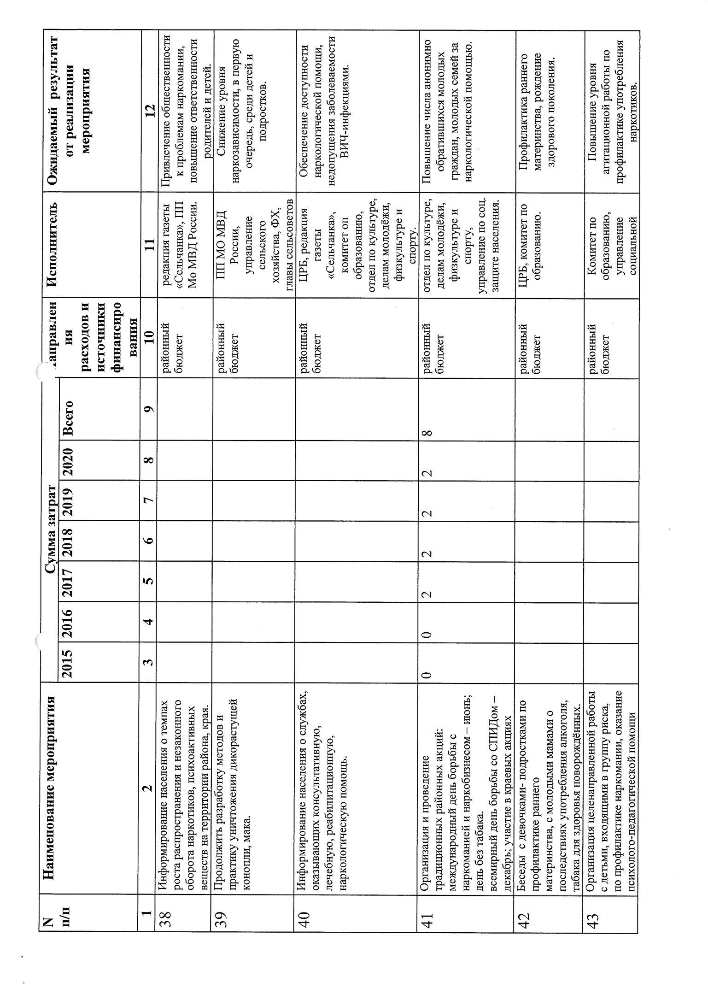 N
п/п
Наименование мероприятия
Сумма затрат
2015
2016
2017
2018
2019
2020
Всего
ия
расходов и
источники
финансиро
вания
Исполнитель
Ожидаемый результат
от реализации
мероприятия
1
2
3
4
5
6
7
8
9
10
11
12
38
Информирование населения о темпах
роста распространения и незаконного
оборота наркотиков, психоактивных
веществ на территории района, края.
районный
бюджет
редакция газеты
«Сельчанка», ПП
Мо МВД России.
Привлечение общественности
к проблемам наркомании,
повышение ответственности
родителей и детей.
39
Продолжить разработку методов и
практику уничтожения дикорастущей
конопли, мака.
районный
бюджет
ПП МО МВД
России,
управление
сельского
хозяйства, ФХ,
главы сельсоветов
Снижение уровня
наркозависимости, в первую
очередь, среди детей и
подростков.
40
Информирование населения о службах,
оказывающих консультативную,
лечебную, реабилитационную,
наркологическую помощь.
районный
бюджет
ЦРБ, редакция
газеты
«Сельчанка»,
комитет оп
образованию,
отдел по культуре,
делам молодёжи,
физкультуре и
спорту.
Обеспечение доступности
наркологической помощи,
недопущения заболеваемости
ВИЧ-инфекциями.
41
Организация и проведение
традиционных районных акций:
международный день борьбы с
наркоманией и наркобизнесом – июнь;
день без табака.
всемирный день борьбы со СПИДом –
декабрь; участие в краевых акциях
0
0
2
2
2
2
8
районный
бюджет
отдел по культуре,
делам молодёжи,
физкультуре и
спорту,
управление по соц.
защите населения.
Повышение числа анонимно
обратившихся молодых
граждан, молодых семей за
наркологической помощью.
42
Беседы с девочками- подростками по
профилактике раннего
материнства, с молодыми мамами о
последствиях употребления алкоголя,
табака для здоровья новорождённых.
районный
бюджет
ЦРБ, комитет по
образованию.
Профилактика раннего
материнства, рождение
здорового поколения.
43
Организация целенаправленной работы
с детьми, входящими в группу риска,
по профилактике наркомании, оказание
психолого-педагогической помощи
районный
бюджет
Комитет по
образованию,
управление
социальной
Повышение уровня
агитационной работы по
профилактике употребления
наркотиков.